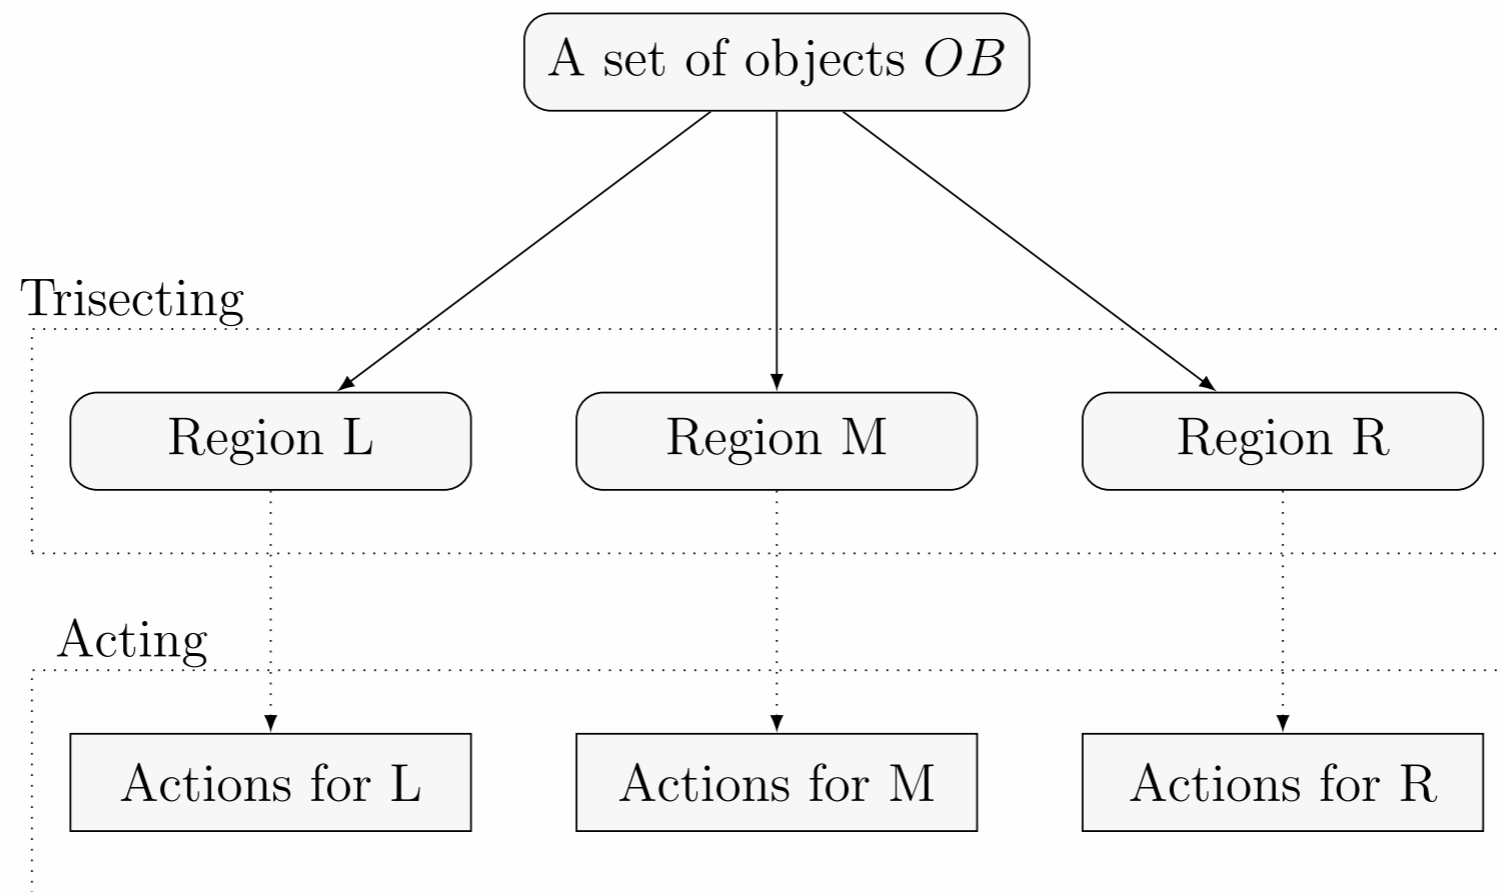 A set of objects OB
Trisecting
Region L
Region M
Region R
Acting
Actions for L
Actions for M
Actions for R